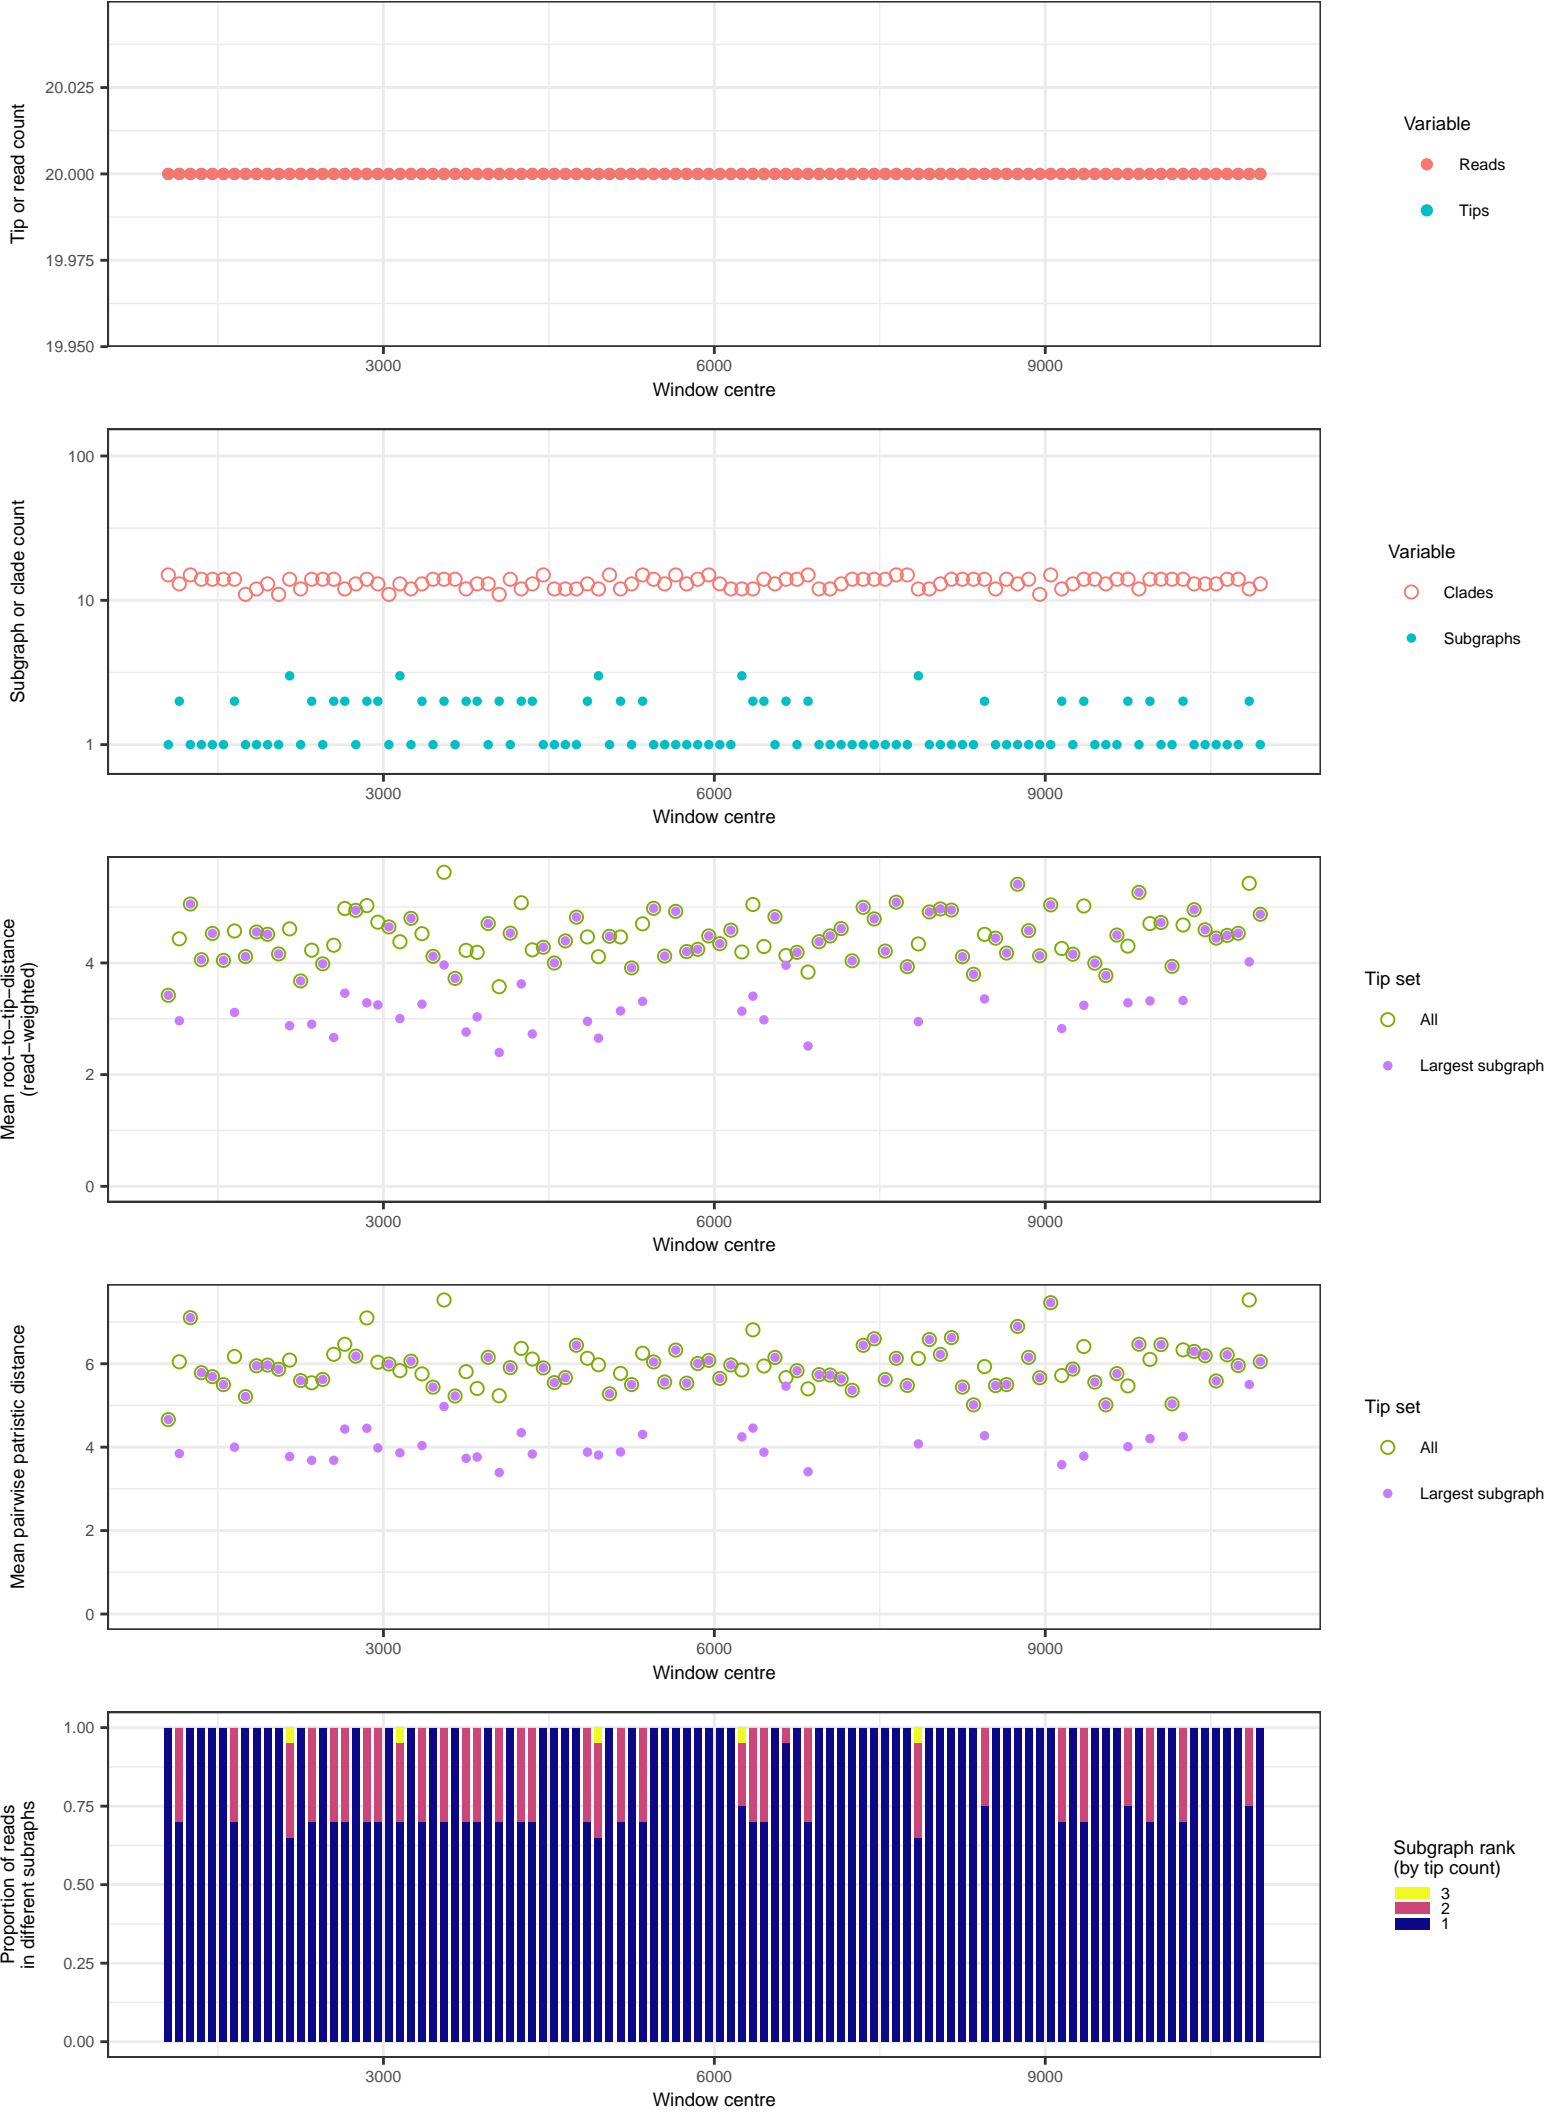 Tip or read count
20.025
20.000
19.975
19.950
3000
6000
9000
Window centre
Variable
Reads
Tips
Subgraph or clade count
100
10
1
3000
6000
9000
Window centre
Variable
Clades
Subgraphs
Mean root−to−tip−distance
(read−weighted)
4
2
0
3000
6000
9000
Window centre
Tip set
All
Largest subgraph
Mean pairwise patristic distance
6
4
2
0
3000
6000
9000
Window centre
Tip set
All
Largest subgraph
Proportion of reads
in different subraphs
1.00
0.75
0.50
0.25
0.00
3000
6000
9000
Window centre
Subgraph rank
(by tip count)
3
2
1